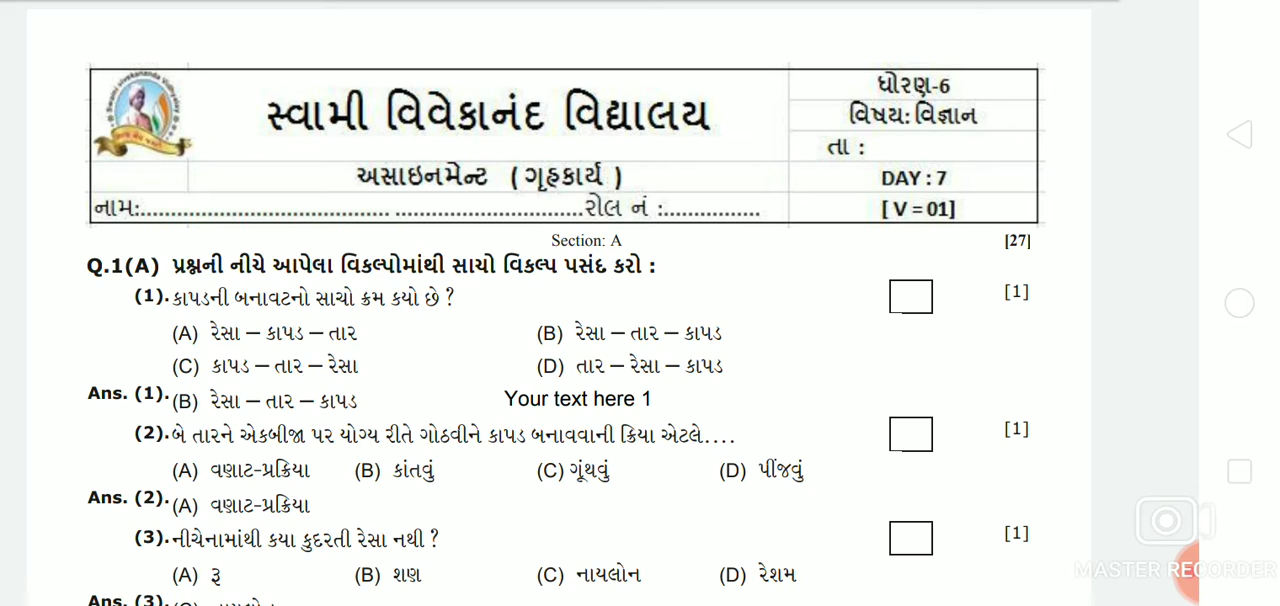 સ્વામી વિવેકાનંદ વિદ્યાલય
ધોરણ-6
વિષય: વિજ્ઞાન
તા :
અસાઇનમેન્ટ ( ગૃહકાર્ય )
DAY : 7
નામ:.......................................... ................................રોલ નં :................
[ V = 01]
Section: A [27]
Q.1(A) પ્રશ્નની નીચે આપેલા વિકલ્પોમાંથી સાચો વિકલ્પ પસંદ કરો :
(1). કાપડની બનાવટનો સાચો ક્રમ કયો છે ? [1]
(A) રેસા – કાપડ – તાર (B) રેસા – તાર – કાપડ
(C) કાપડ – તાર – રેસા (D) તાર – રેસા – કાપડ
Ans. (1). (B) રેસા – તાર – કાપડ Your text here 1
(2). બે તારને એકબીજા પર યોગ્ય રીતે ગોઠવીને કાપડ બનાવવાની ક્રિયા એટલે.... [1]
(A) વણાટ-પ્રક્રિયા (B) કાંતવું (C) ગૂંથવું (D) પીંજવું
Ans. (2). (A) વણાટ-પ્રક્રિયા
(3). નીચેનામાંથી કયા કુદરતી રેસા નથી ? [1]
(A) રૂ (B) શણ (C) નાયલોન (D) રેશમ
Ans. (3).
MASTER RECORDER